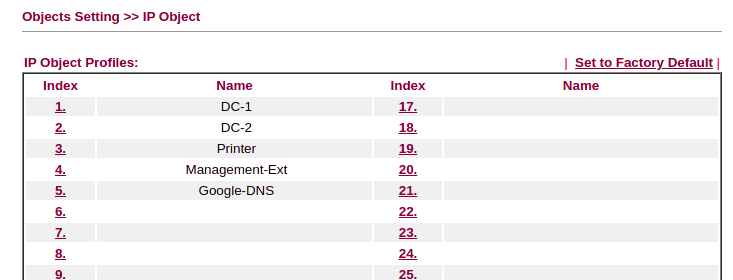 Objects Setting >> IP Object
IP Object Profiles: | Set to Factory Default |
Index Name Index Name
1. DC-1 17.
2. DC-2 18.
3. Printer 19.
4. Management-Ext 20.
5. Google-DNS 21.
6. 22.
7. 23.
8. 24.
9. 25.